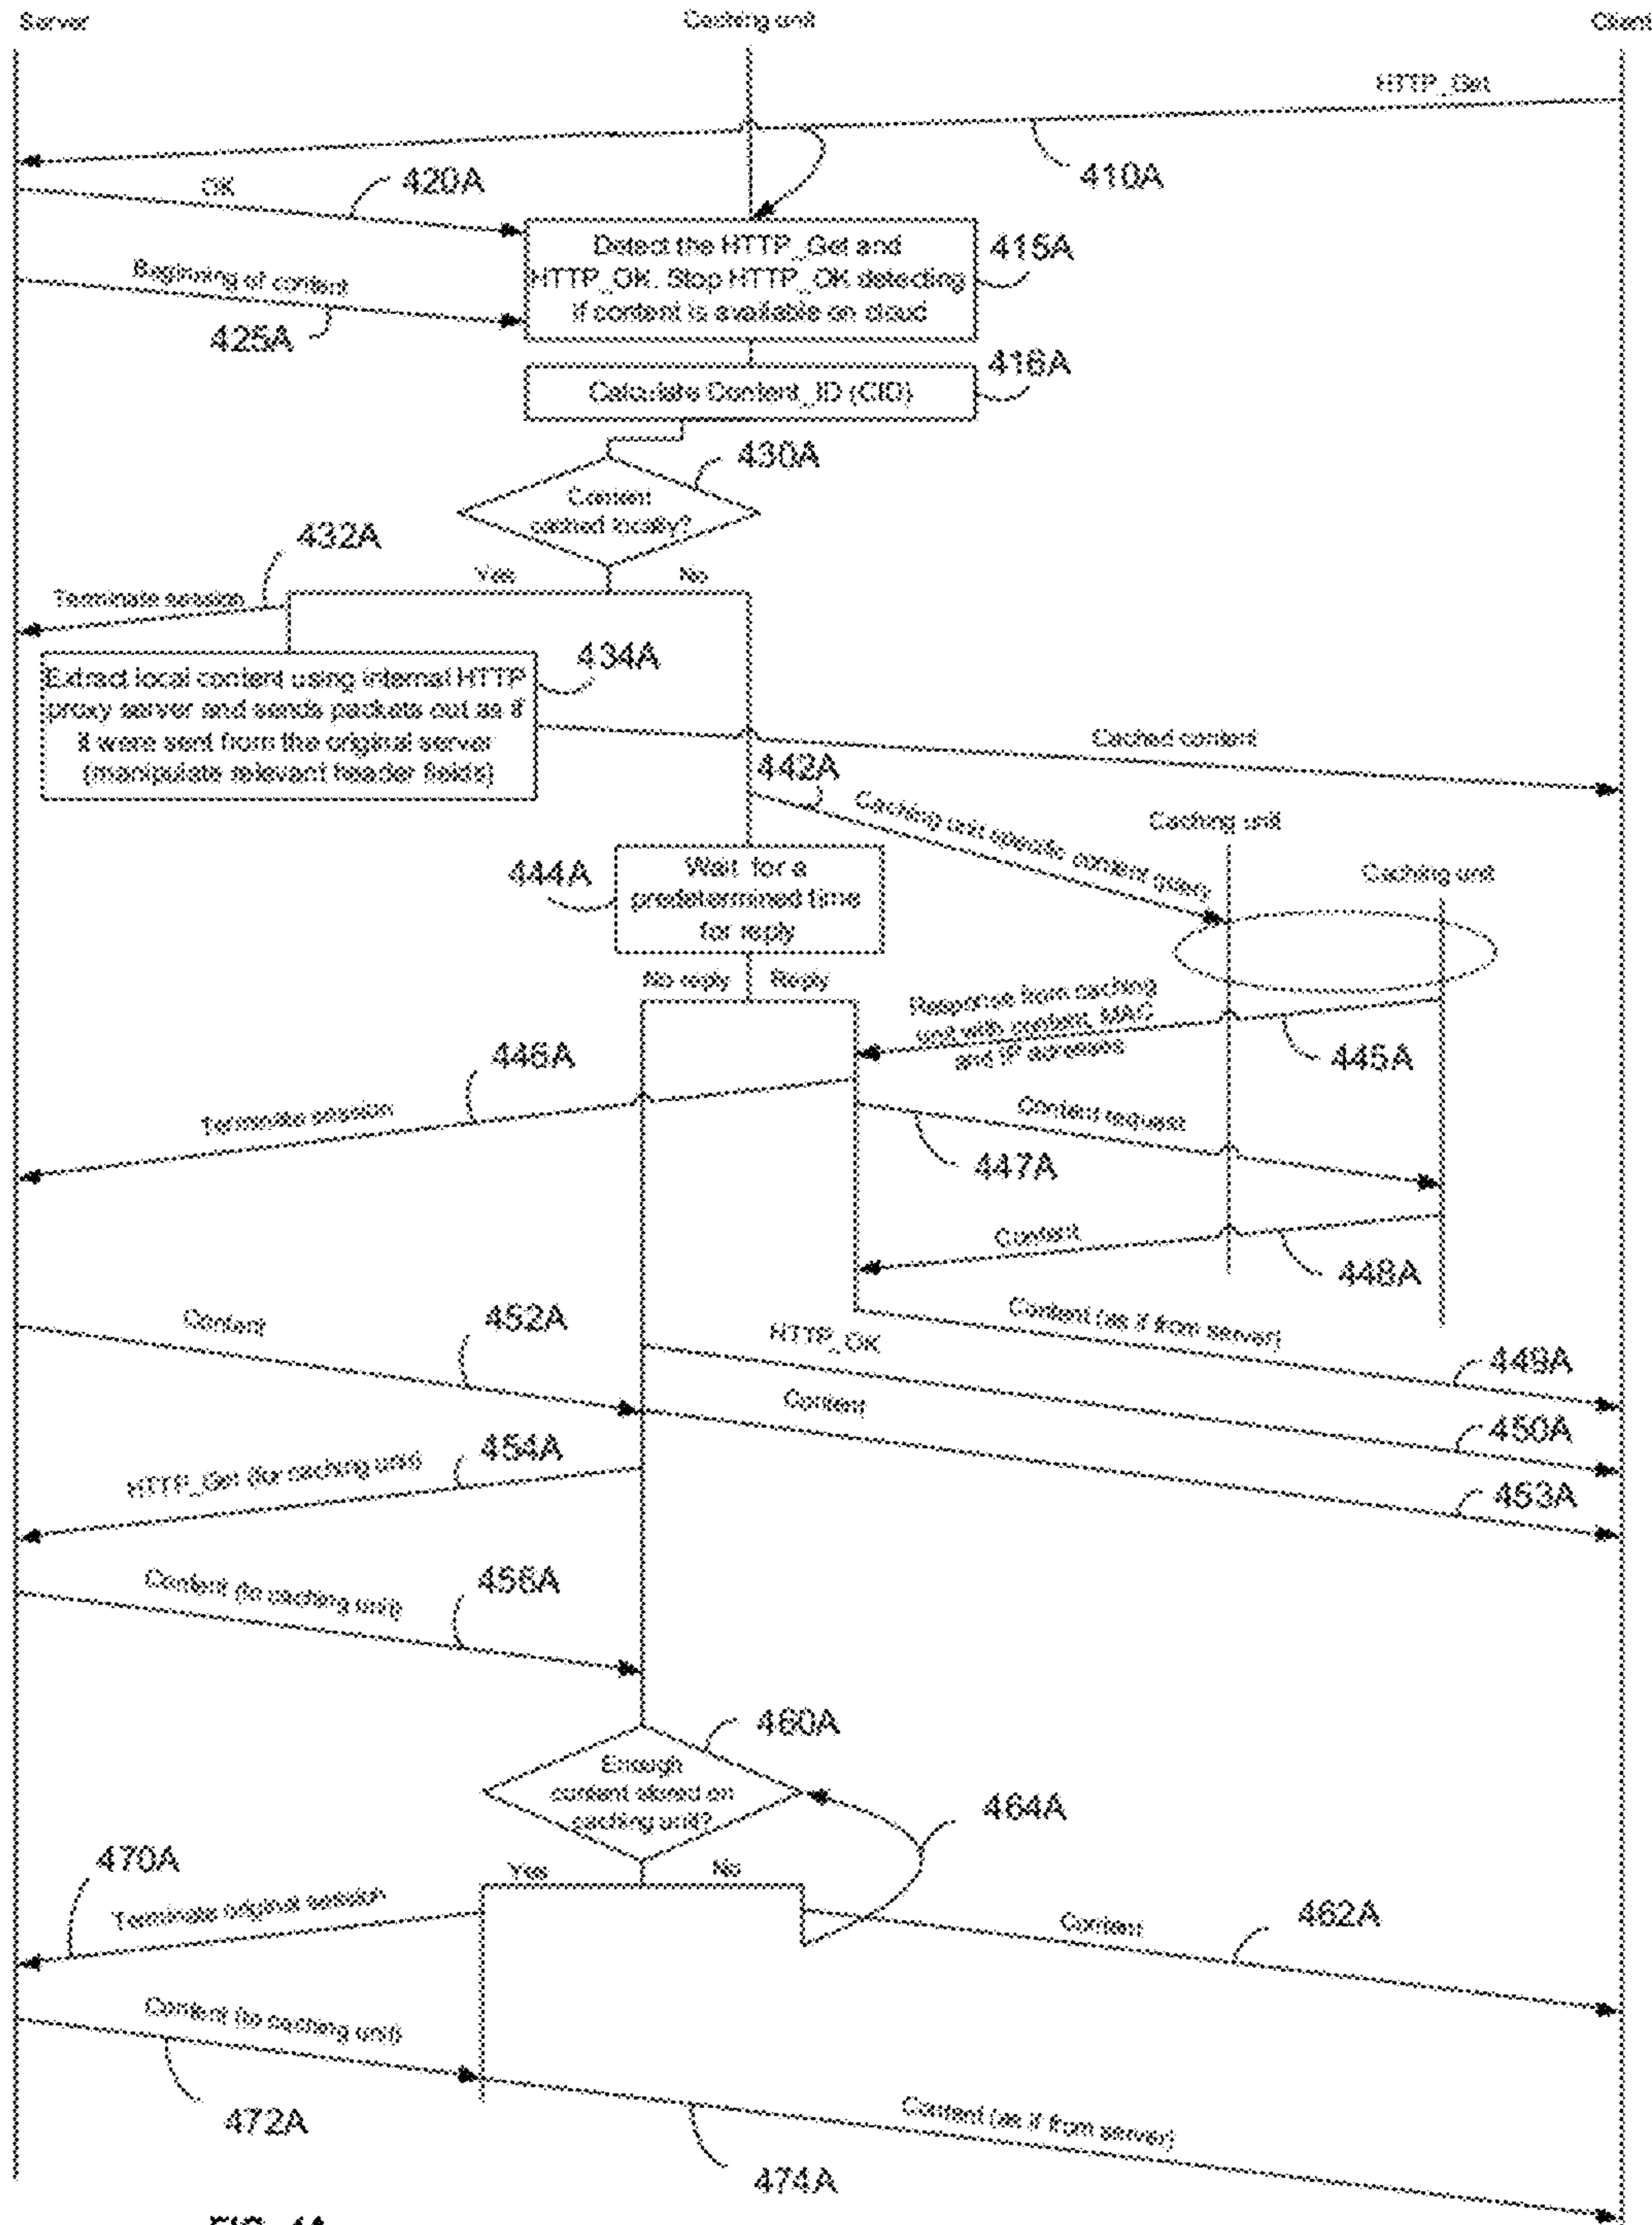 Server
Caching unit
Client
HTTP_Get
410A
OK
420A
Detect the HTTP_Get and
HTTP_OK. Stop HTTP_OK detecting
if content is available on cloud
415A
Beginning of content
425A
Calculate Content_ID (CID)
416A
430A
Content
cached locally?
432A
Yes
No
Terminate session
434A
Extract local content using internal HTTP
proxy server and sends packets out as if
it were sent from the original server
(manipulate relevant header fields)
Cached content
442A
Caching unit specific content query
Caching unit
Caching unit
444A
Wait for a
predetermined time
for reply
No reply
Reply
Response from caching
unit with content, MAC
and IP
445A
446A
Terminate session
Content request
447A
Content
448A
Content
452A
Content (as if from server)
449A
HTTP_OK
450A
Content
453A
HTTP_Get (for caching unit)
454A
Content (to caching unit)
456A
460A
Enough
content stored on
caching unit?
464A
Yes
No
470A
Terminate original session
Content
462A
Content (to caching unit)
472A
Content (as if from server)
474A